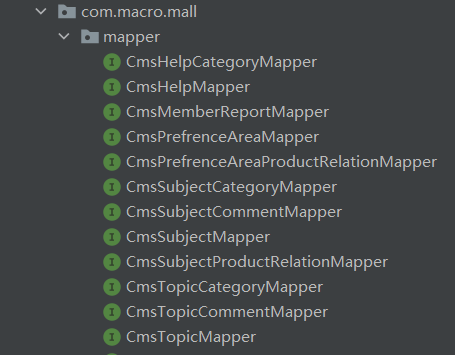 com.macro.mall
mapper
CmsHelpCategoryMapper
CmsHelpMapper
CmsMemberReportMapper
CmsPrefrenceAreaMapper
CmsPrefrenceAreaProductRelationMapper
CmsSubjectCategoryMapper
CmsSubjectCommentMapper
CmsSubjectMapper
CmsSubjectProductRelationMapper
CmsTopicCategoryMapper
CmsTopicCommentMapper
CmsTopicMapper